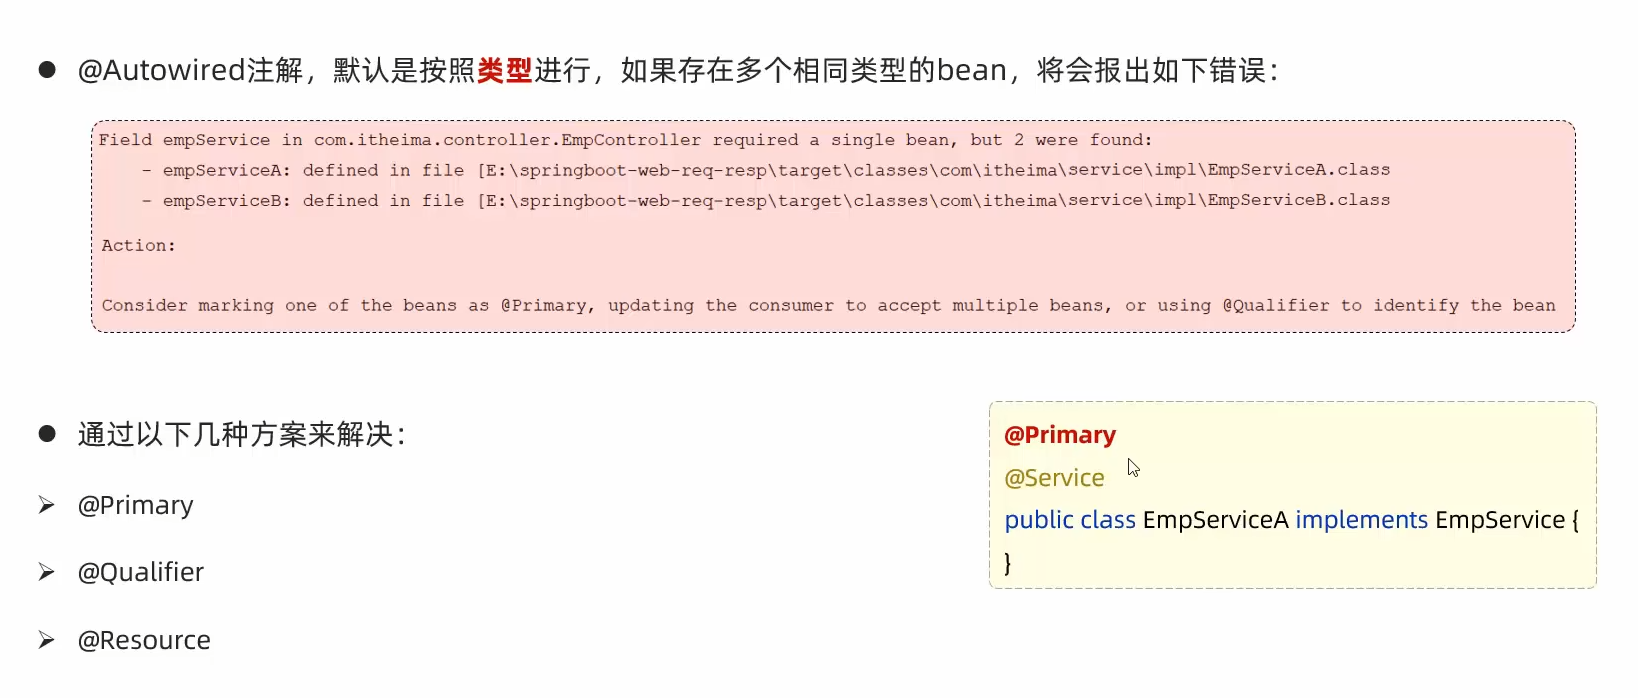 @Autowired注解，默认是按照类型进行，如果存在多个相同类型的bean，将会报出如下错误：
Field empService in com.itheima.controller.EmpController required a single bean, but 2 were found:
- empServiceA: defined in file [E:\springboot-web-req-resp\target\classes\com\itheima\service\impl\EmpServiceA.class
- empServiceB: defined in file [E:\springboot-web-req-resp\target\classes\com\itheima\service\impl\EmpServiceB.class
Action:
Consider marking one of the beans as @Primary, updating the consumer to accept multiple beans, or using @Qualifier to identify the bean
通过以下几种方案来解决：
@Primary
@Qualifier
@Resource
@Primary
@Service
public class EmpServiceA implements EmpService {
}